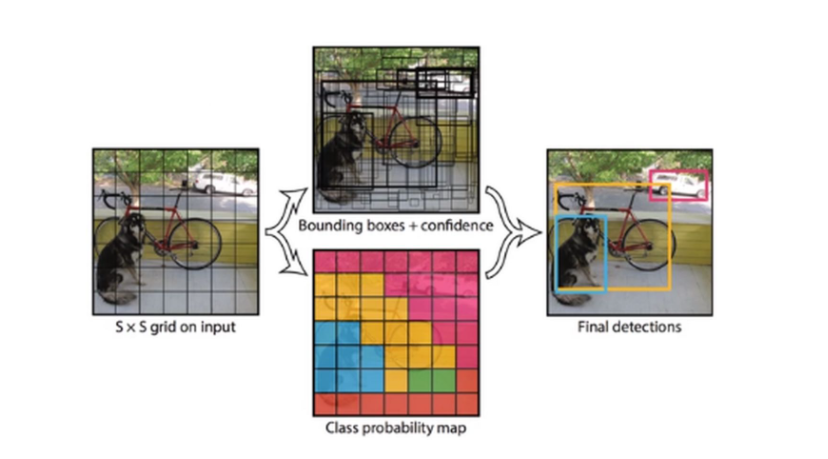 Bounding boxes + confidence
S × S grid on input
Final detections
Class probability map